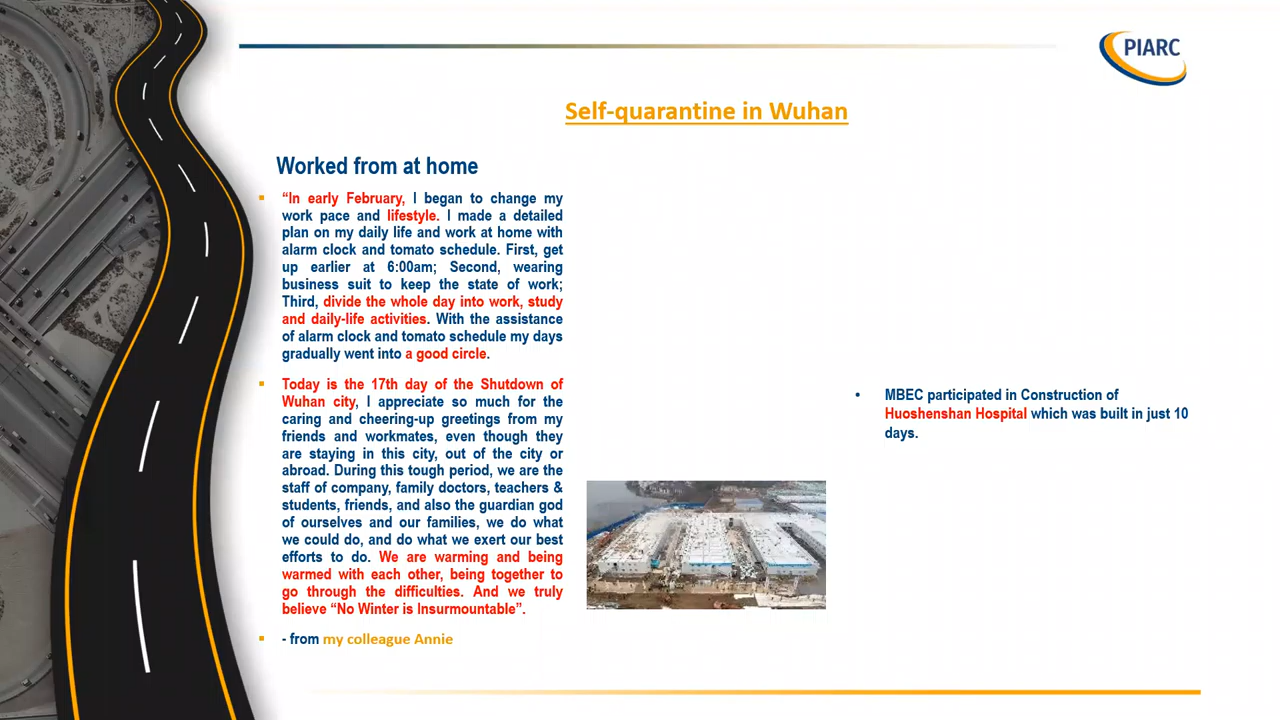 PIARC
Self-quarantine in Wuhan
Worked from at home
“In early February, I began to change my
work pace and lifestyle. I made a detailed
plan on my daily life and work at home with
alarm clock and tomato schedule. First, get
up earlier at 6:00am; Second, wearing
business suit to keep the state of work;
Third, divide the whole day into work, study
and daily-life activities. With the assistance
of alarm clock and tomato schedule my days
gradually went into a good circle.
Today is the 17th day of the Shutdown of
Wuhan city, I appreciate so much for the
caring and cheering-up greetings from my
friends and workmates, even though they
are staying in this city, out of the city or
abroad. During this tough period, we are the
staff of company, family doctors, teachers &
students, friends, and also the guardian god
of ourselves and our families, we do what
we could do, and do what we exert our best
efforts to do. We are warming and being
warmed with each other, being together to
go through the difficulties. And we truly
believe “No Winter is Insurmountable”.
- from my colleague Annie
MBEC participated in Construction of
Huoshenshan Hospital which was built in just 10
days.